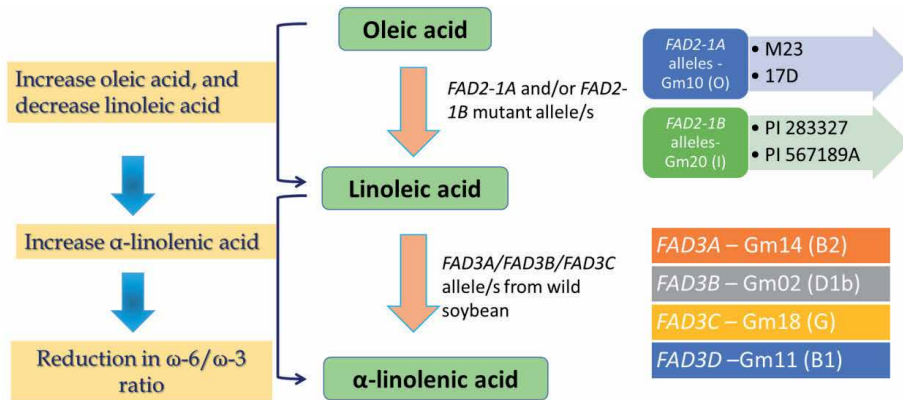 Increase oleic acid, and
decrease linoleic acid
Increase α-linolenic acid
Reduction in ω-6/ω-3
ratio
Oleic acid
FAD2-1A and/or FAD2-
1B mutant allele/s
Linoleic acid
FAD3A/FAD3B/FAD3C
allele/s from wild
soybean
α-linolenic acid
FAD2-1A
alleles -
Gm10 (O)
• M23
• 17D
FAD2-1B
alleles-
Gm20 (I)
• PI 283327
• PI 567189A
FAD3A – Gm14 (B2)
FAD3B – Gm02 (D1b)
FAD3C – Gm18 (G)
FAD3D –Gm11 (B1)